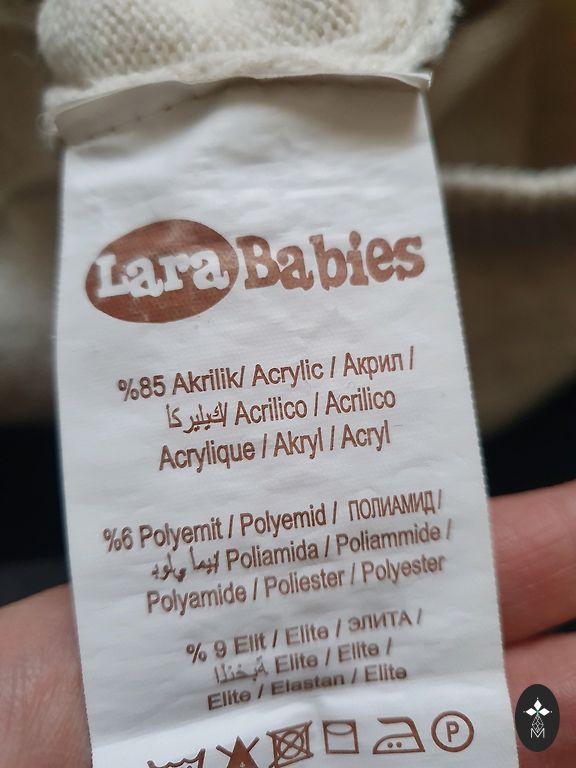 Lara Babies
%85 Akrilik/ Acrylic / Акрил /
Acrilico / Acrilico
Acrylique / Akryl / Acryl
%6 Polyemit / Polyemid / ПОЛИАМИД /
Poliamida / Poliammide /
Polyamide / Poliester / Polyester
% 9 Elit / Elite / ЭЛИТА /
Elite / Elite /
Elite / Elastan / Elite
P
M